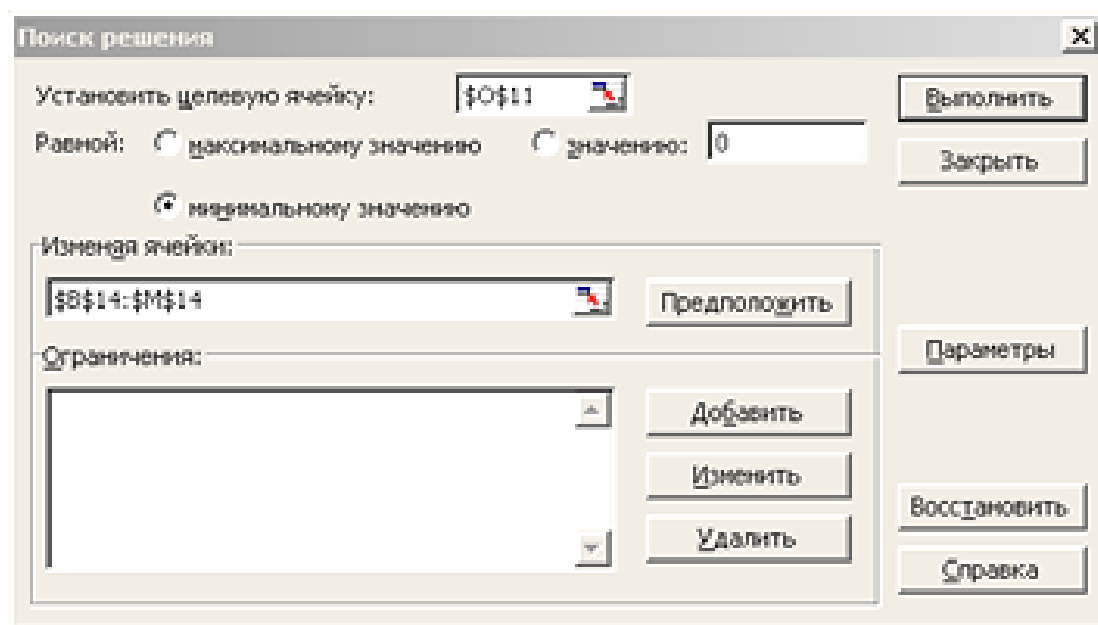 Поиск решения
Установить целевую ячейку: $O$11 Выполнить
Равной: максимальному значению значению: 0 Закрыть
минимальному значению
Изменяя ячейки:
$B$14:$M$14 Предположить
Ограничения: Параметры
Добавить
Изменить
Удалить
Восстановить
Справка